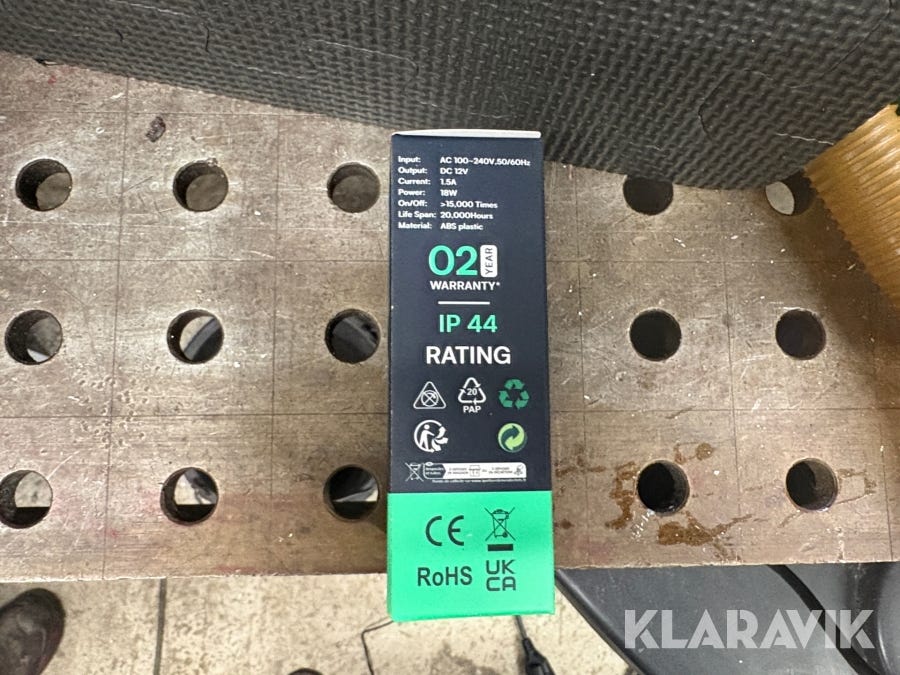 Input: AC 100~240V,50/60Hz
Output: DC 12V
Current: 1.5A
Power: 18W
On/Off: >15,000 Times
Life Span: 20,000Hours
Material: ABS plastic
02 YEAR
WARRANTY*
IP 44
RATING
20
PAP
CE
RoHS
UK
CA
KLARAVIK